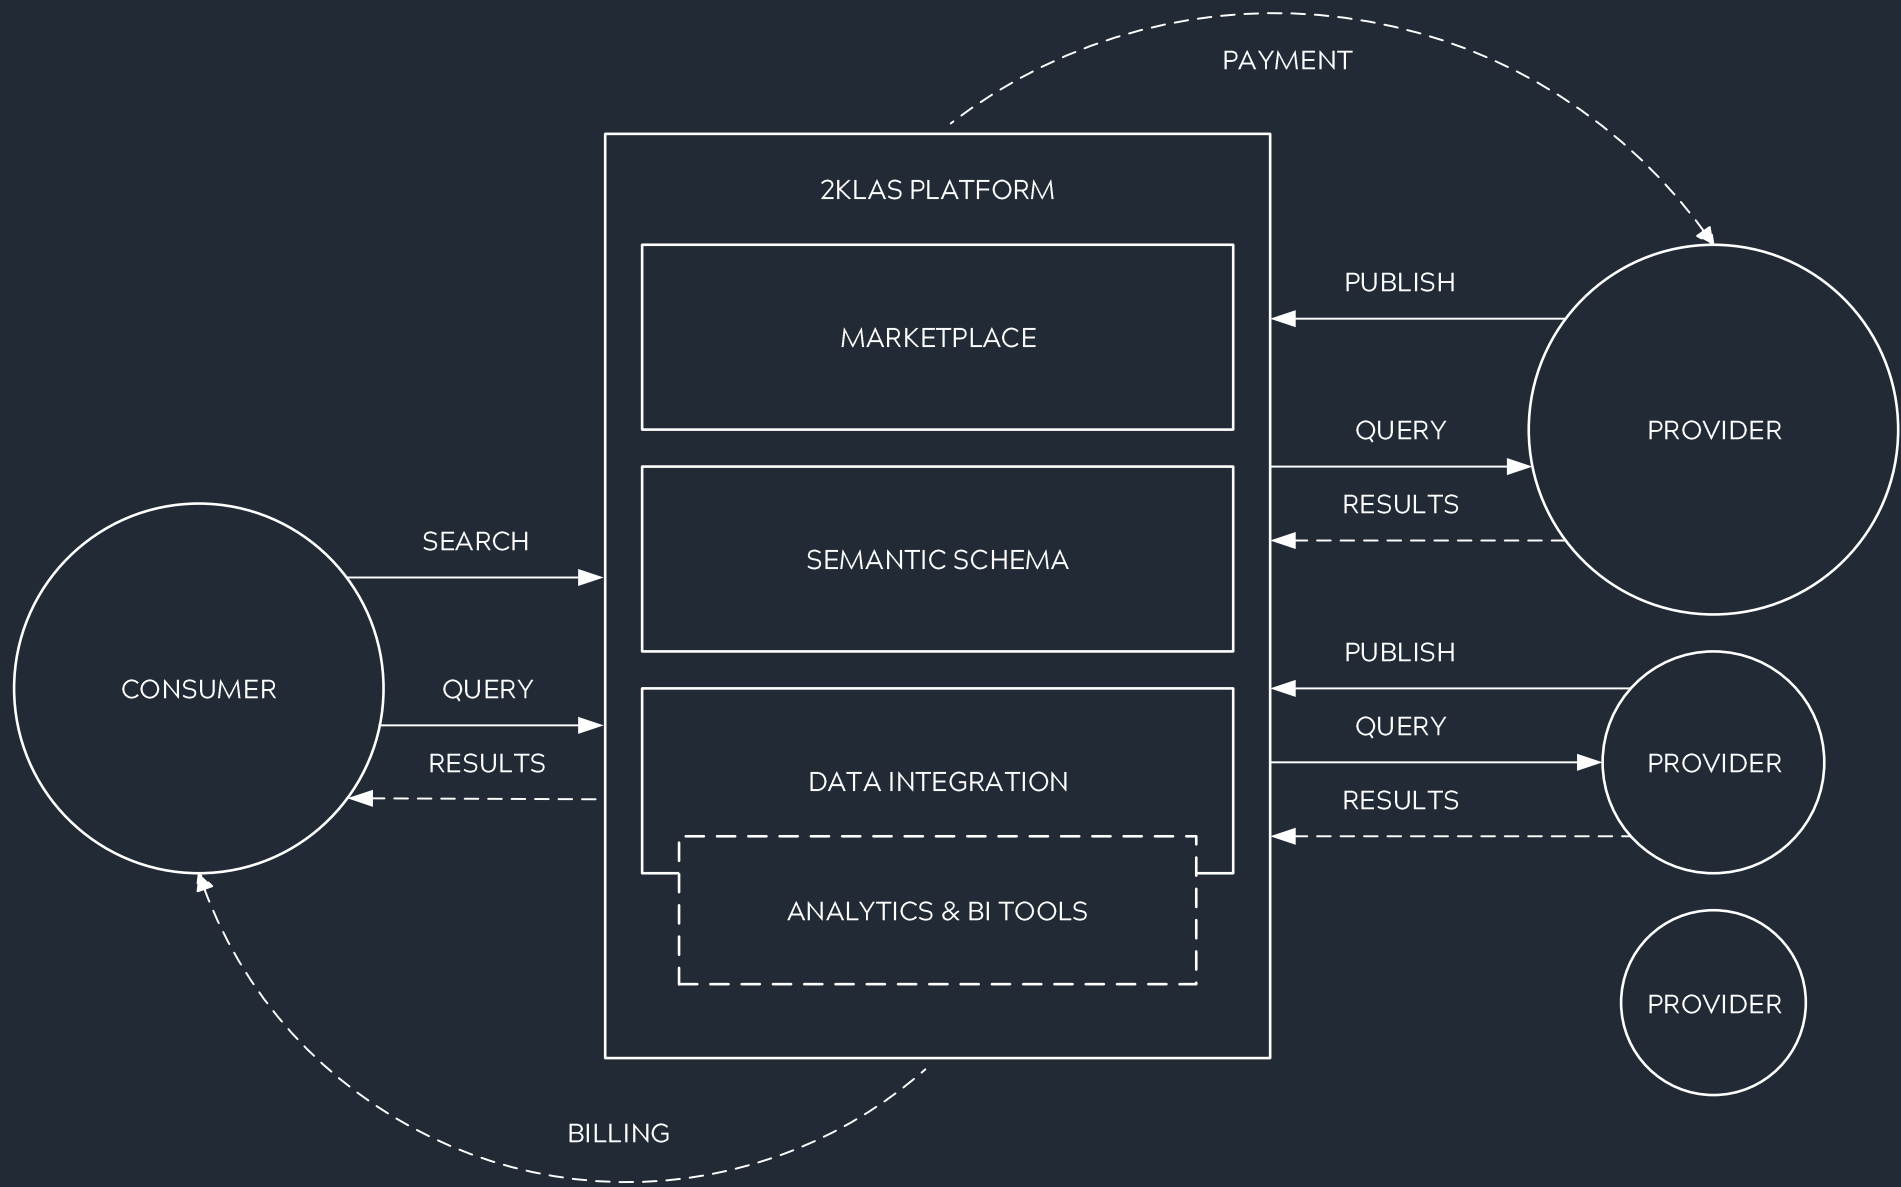 PAYMENT
2KLAS PLATFORM
PUBLISH
MARKETPLACE
QUERY
PROVIDER
RESULTS
SEARCH
SEMANTIC SCHEMA
PUBLISH
CONSUMER
QUERY
QUERY
RESULTS
DATA INTEGRATION
PROVIDER
RESULTS
ANALYTICS & BI TOOLS
PROVIDER
BILLING